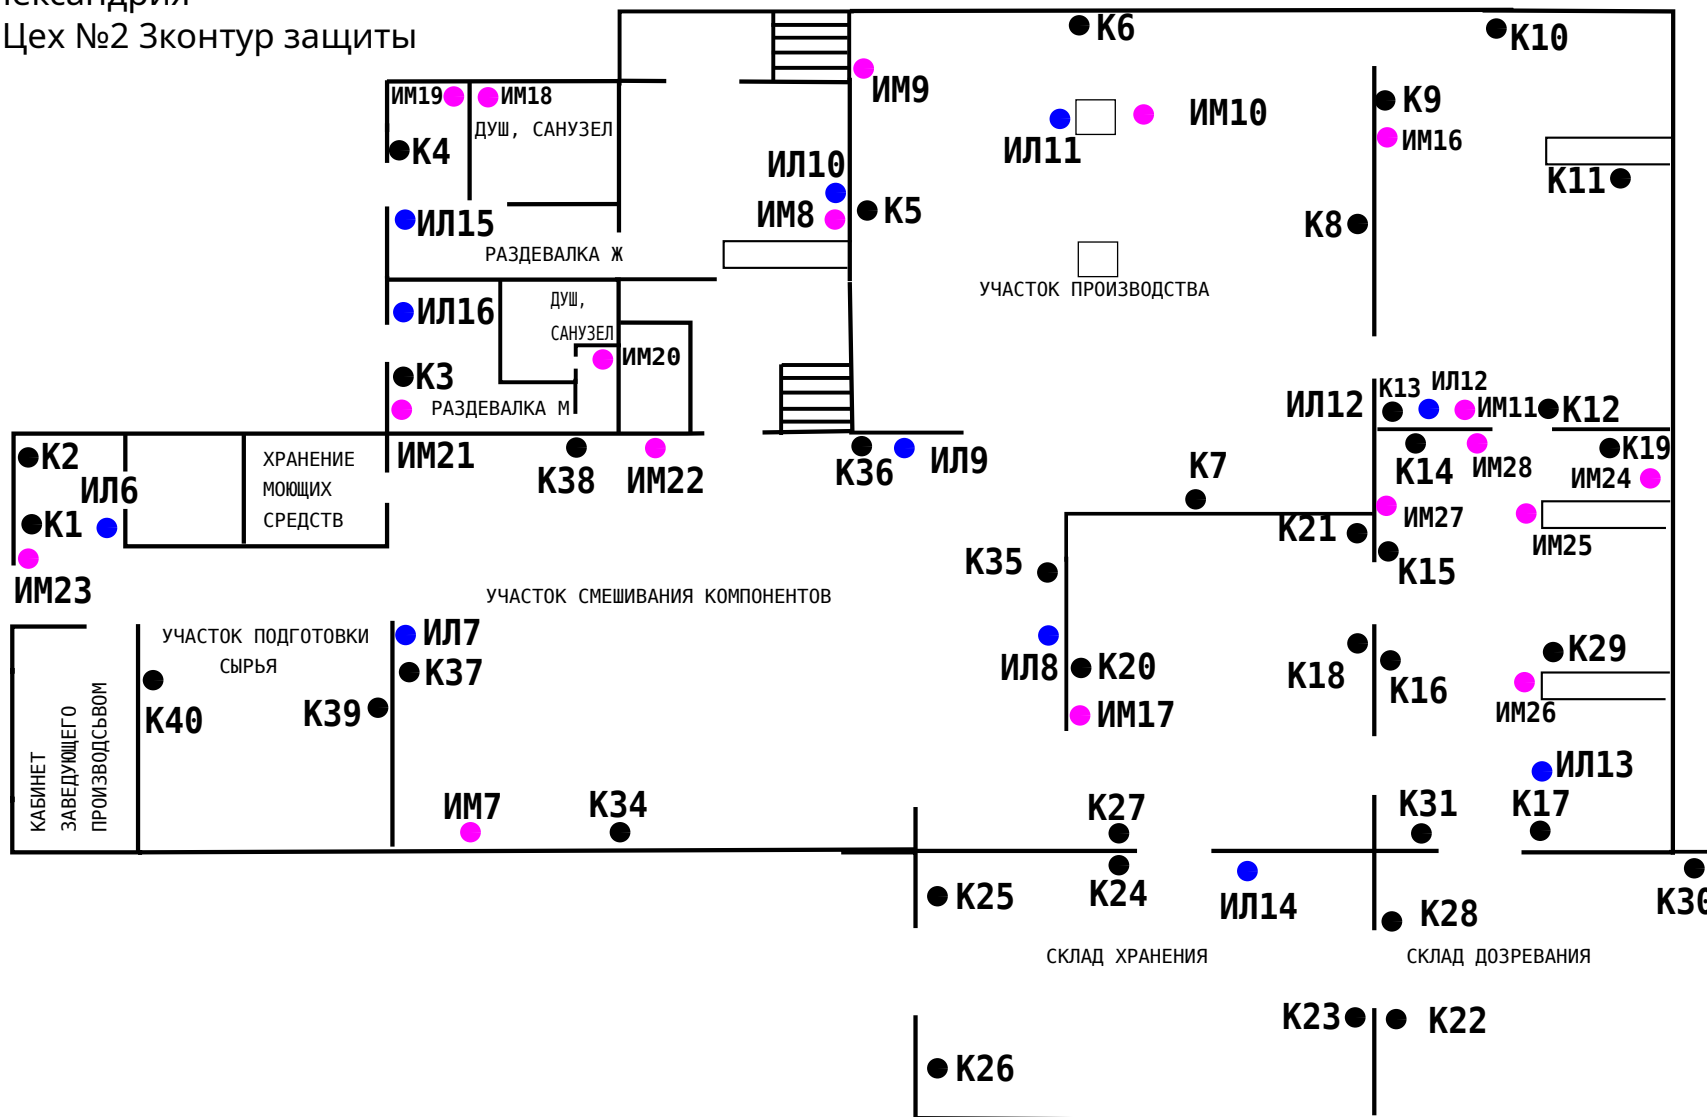 Цех №2 3контур защиты
К6
К10
ИМ9
ИМ19
ИМ18
К9
ДУШ, САНУЗЕЛ
ИМ10
ИМ16
К4
ИЛ11
ИЛ10
К11
ИМ8
К5
ИЛ15
К8
РАЗДЕВАЛКА Ж
УЧАСТОК ПРОИЗВОДСТВА
ДУШ,
САНУЗЕЛ
ИЛ16
ИМ20
К3
РАЗДЕВАЛКА М
ИЛ12
К13
ИЛ12
ИМ11
К12
К2
ИМ21
ХРАНЕНИЕ
МОЮЩИХ
СРЕДСТВ
К38
ИМ22
К36
ИЛ9
К7
К14
ИМ28
К19
ИМ24
ИЛ6
К1
ИМ27
К21
ИМ25
К35
К15
ИМ23
УЧАСТОК СМЕШИВАНИЯ КОМПОНЕНТОВ
УЧАСТОК ПОДГОТОВКИ
СЫРЬЯ
ИЛ7
К37
ИЛ8
К20
К18
К16
К29
К40
К39
ИМ17
ИМ26
КАБИНЕТ
ЗАВЕДУЮЩЕГО
ПРОИЗВОДСЬВОМ
ИЛ13
ИМ7
К34
К27
К31
К17
К25
К24
ИЛ14
К28
К30
СКЛАД ХРАНЕНИЯ
СКЛАД ДОЗРЕВАНИЯ
К23
К22
К26